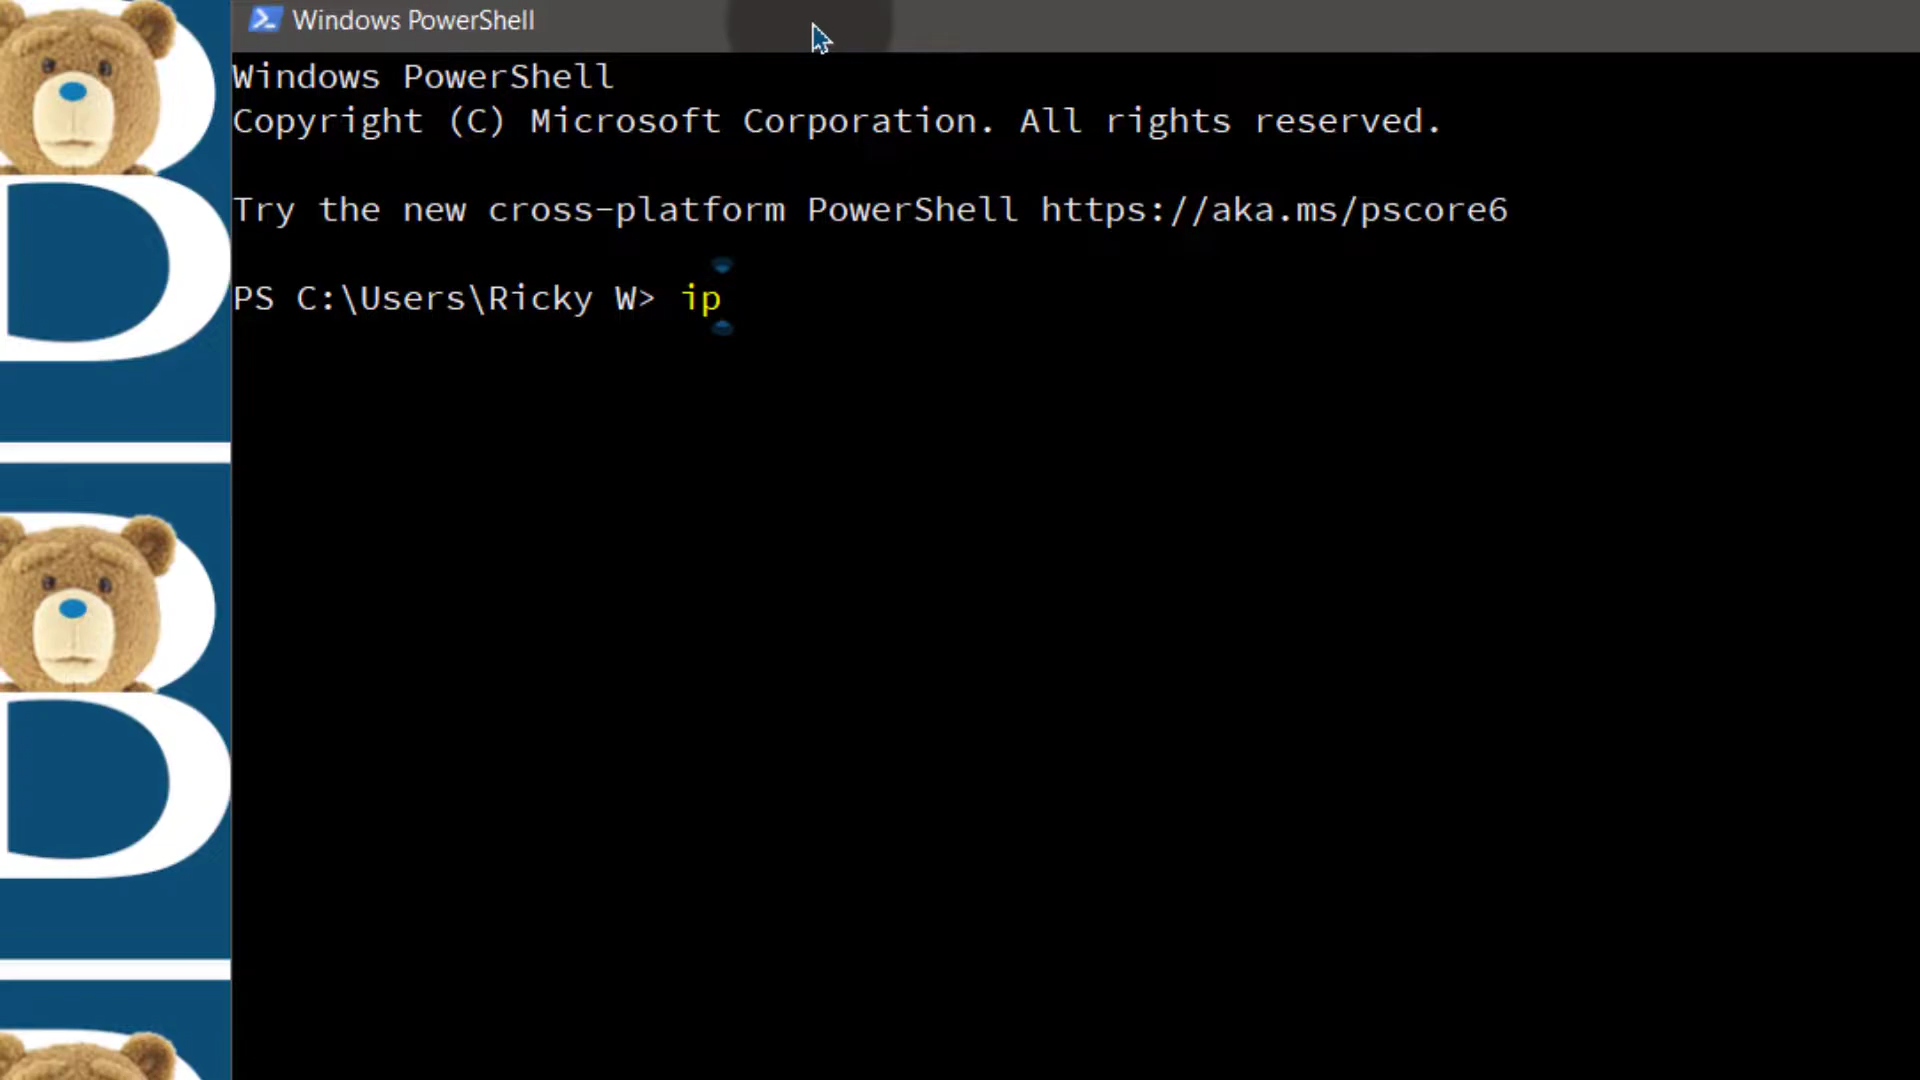 Windows PowerShell
Windows PowerShell
Copyright (C) Microsoft Corporation. All rights reserved.
Try the new cross-platform PowerShell https://aka.ms/pscore6
PS C:\Users\Ricky W> ip